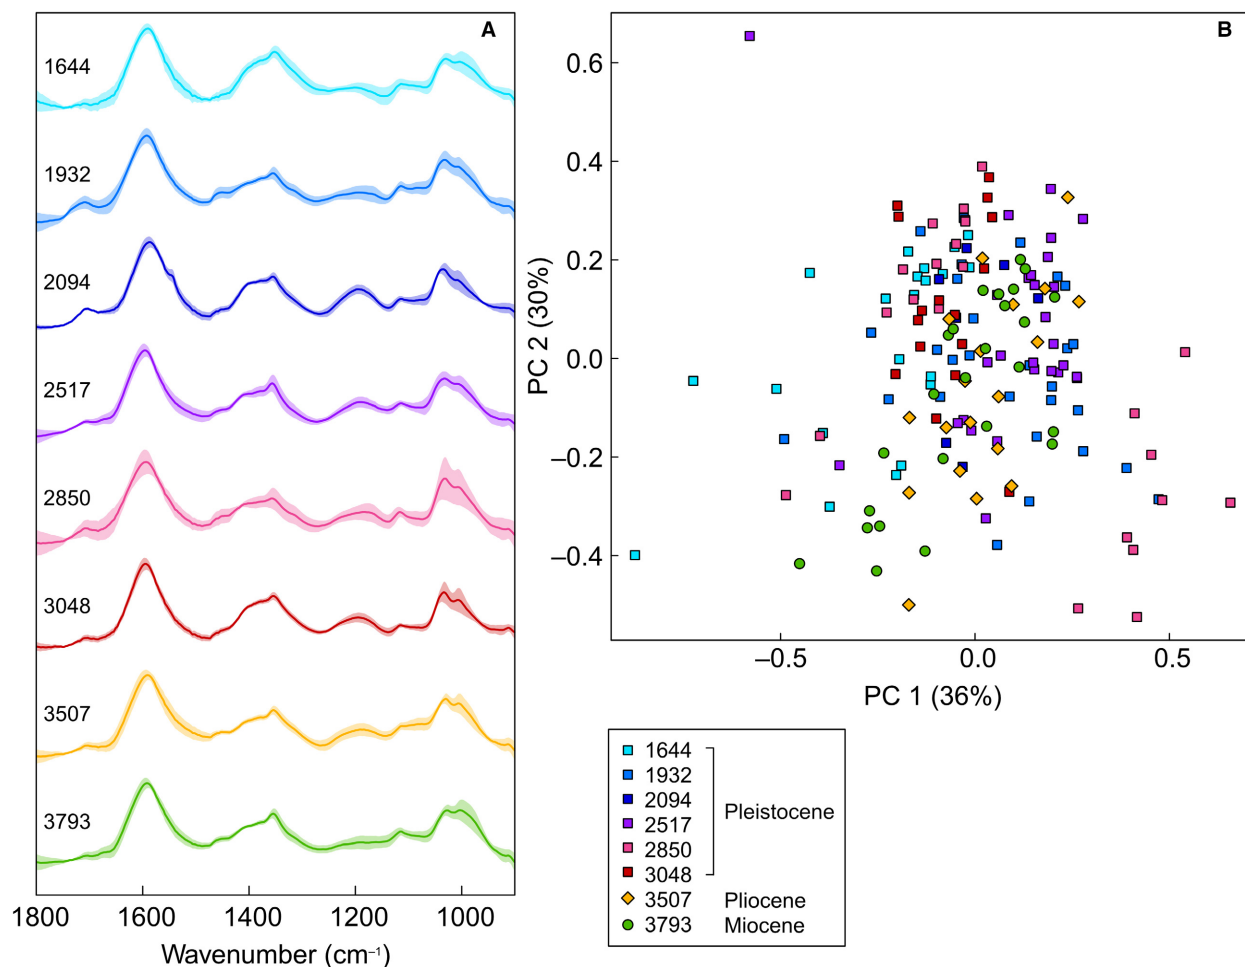 A
1644
1932
2094
2517
2850
3048
3507
3793
1800 1600 1400 1200 1000
Wavenumber (cm–1)
B
0.6
0.4
0.2
0.0
–0.2
–0.4
PC 2 (30%)
–0.5 0.0 0.5
PC 1 (36%)
1644
1932
2094
Pleistocene
2517
2850
3048
3507 Pliocene
3793 Miocene